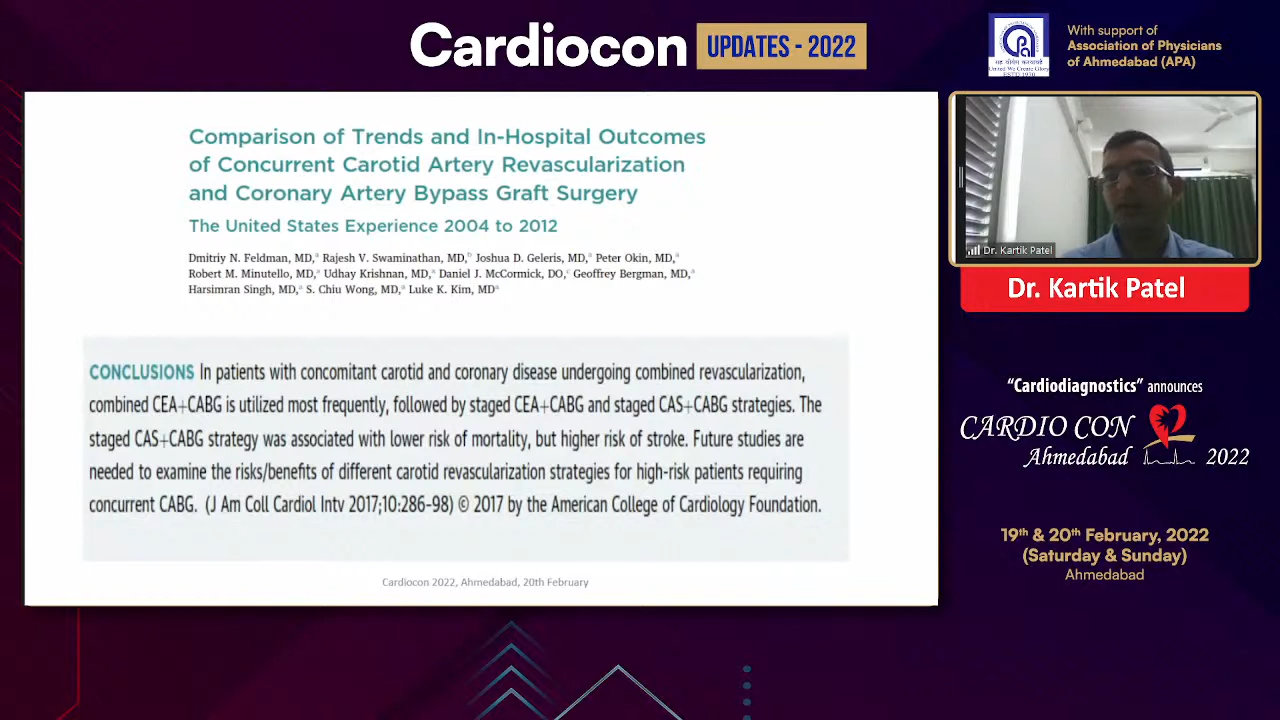 Cardiocon UPDATES - 2022
With support of
Association of Physicians
of Ahmedabad (APA)
United We Create Glory
ESTD 1970
Comparison of Trends and In-Hospital Outcomes
of Concurrent Carotid Artery Revascularization
and Coronary Artery Bypass Graft Surgery
The United States Experience 2004 to 2012
Dmitriy N. Feldman, MD,ᵃ Rajesh V. Swaminathan, MD,ᵇ Joshua D. Geleris, MD,ᵃ Peter Okin, MD,ᵃ
Robert M. Minutello, MD,ᵃ Udhay Krishnan, MD,ᵃ Daniel J. McCormick, DO,ᶜ Geoffrey Bergman, MD,ᵃ
Harsimran Singh, MD,ᵃ S. Chiu Wong, MD,ᵃ Luke K. Kim, MDᵃ
CONCLUSIONS In patients with concomitant carotid and coronary disease undergoing combined revascularization,
combined CEA+CABG is utilized most frequently, followed by staged CEA+CABG and staged CAS+CABG strategies. The
staged CAS+CABG strategy was associated with lower risk of mortality, but higher risk of stroke. Future studies are
needed to examine the risks/benefits of different carotid revascularization strategies for high-risk patients requiring
concurrent CABG. (J Am Coll Cardiol Intv 2017;10:286–98) © 2017 by the American College of Cardiology Foundation.
Cardiocon 2022, Ahmedabad, 20th February
Dr. Kartik Patel
Dr. Kartik Patel
“Cardiodiagnostics” announces
CARDIO CON
Ahmedabad 2022
19th & 20th February, 2022
(Saturday & Sunday)
Ahmedabad